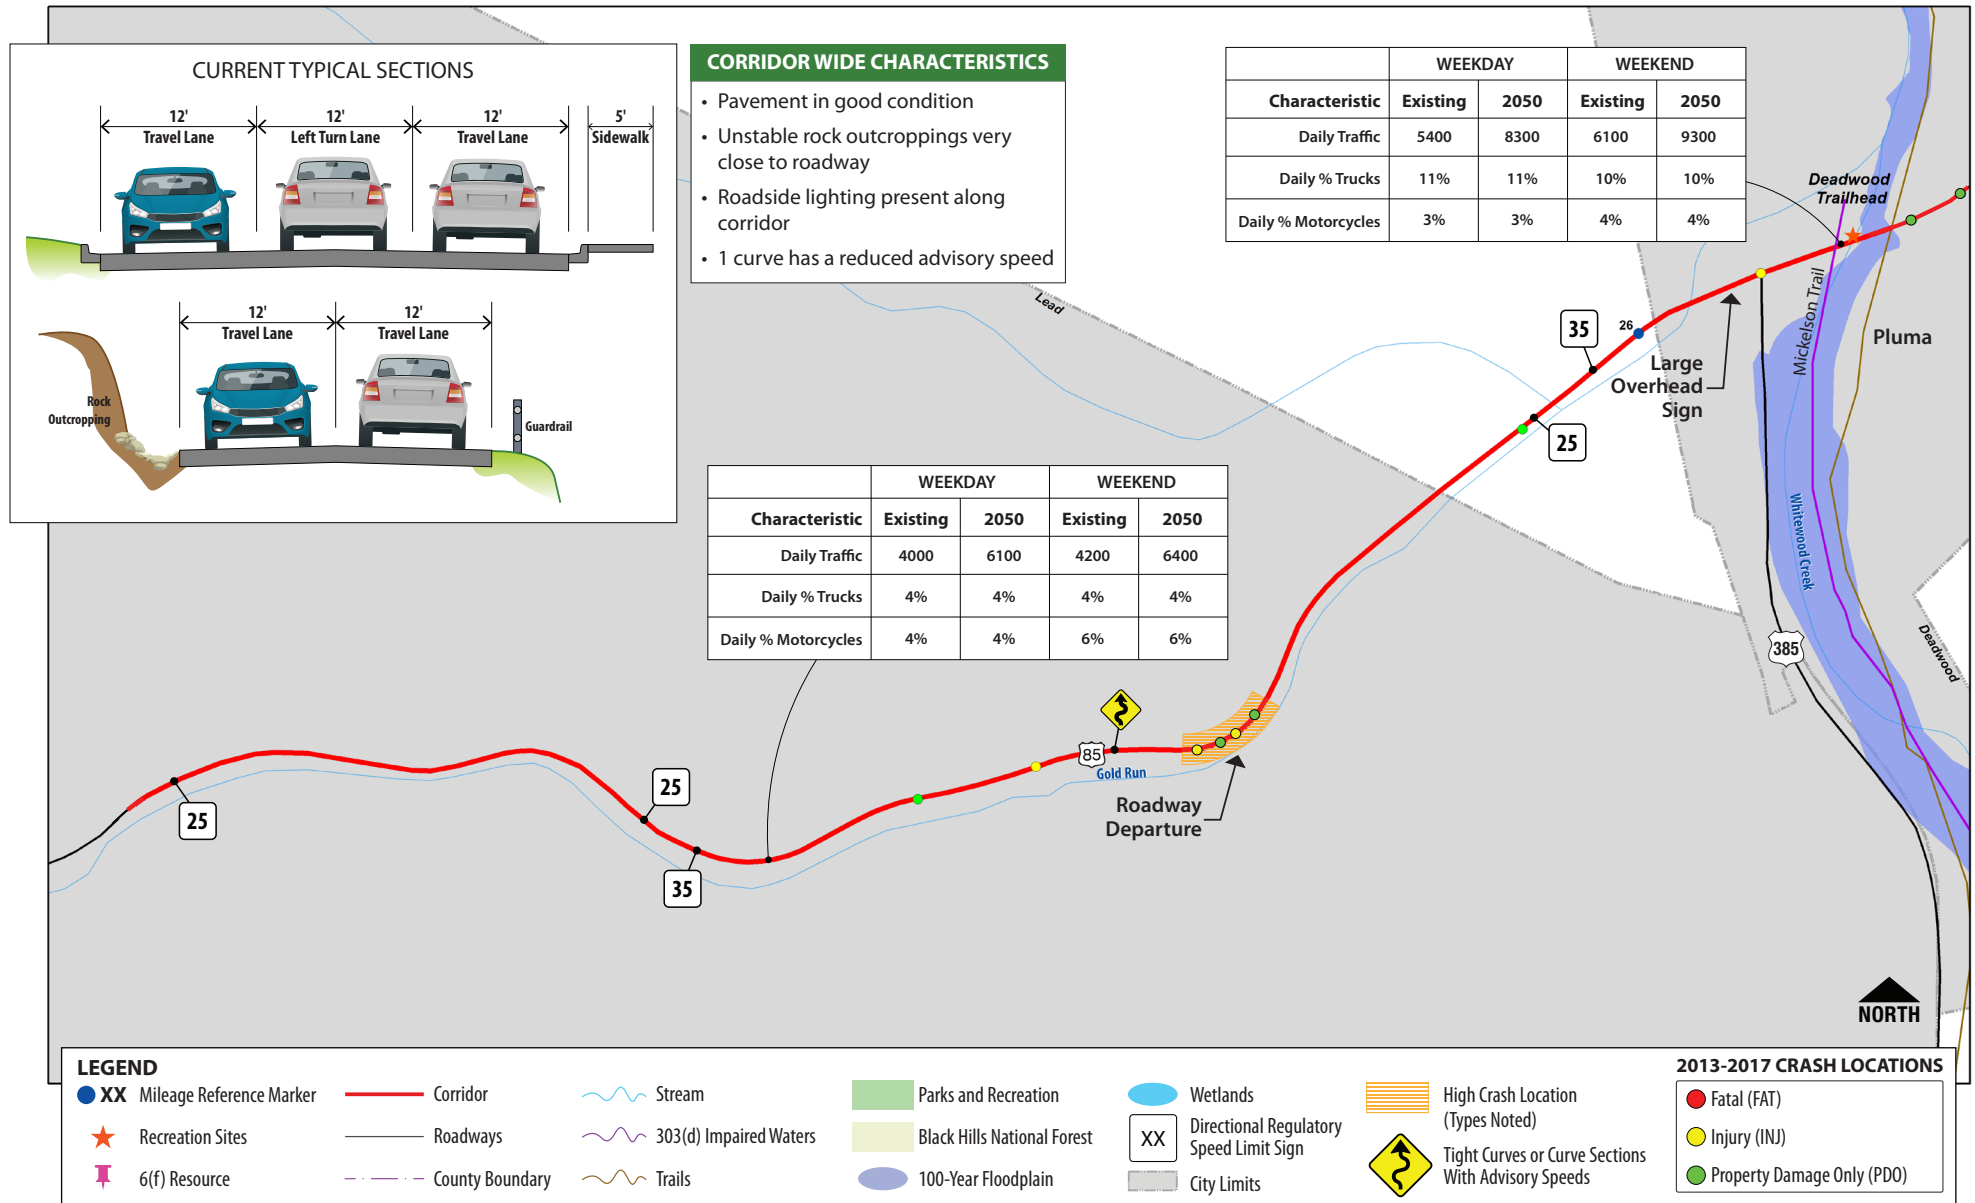 CURRENT TYPICAL SECTIONS
12' 12' 12' 5'
Travel Lane Left Turn Lane Travel Lane Sidewalk
12' 12'
Travel Lane Travel Lane
Rock
Outcropping
Guardrail
CORRIDOR WIDE CHARACTERISTICS
• Pavement in good condition
• Unstable rock outcroppings very
close to roadway
• Roadside lighting present along
corridor
• 1 curve has a reduced advisory speed
WEEKDAY WEEKEND
Characteristic Existing 2050 Existing 2050
Daily Traffic 5400 8300 6100 9300
Daily % Trucks 11% 11% 10% 10%
Daily % Motorcycles 3% 3% 4% 4%
Deadwood
Trailhead
Lead
Mickelson Trail
Pluma
35
26
Large
Overhead
Sign
25
Whitewood Creek
WEEKDAY WEEKEND
Characteristic Existing 2050 Existing 2050
Daily Traffic 4000 6100 4200 6400
Daily % Trucks 4% 4% 4% 4%
Daily % Motorcycles 4% 4% 6% 6%
385
Deadwood
85
Gold Run
25
25
35
Roadway
Departure
NORTH
LEGEND
XX Mileage Reference Marker
Recreation Sites
6(f) Resource
Corridor
Roadways
County Boundary
Stream
303(d) Impaired Waters
Trails
Parks and Recreation
Black Hills National Forest
100-Year Floodplain
Wetlands
XX Directional Regulatory
Speed Limit Sign
City Limits
High Crash Location
(Types Noted)
Tight Curves or Curve Sections
With Advisory Speeds
2013-2017 CRASH LOCATIONS
Fatal (FAT)
Injury (INJ)
Property Damage Only (PDO)